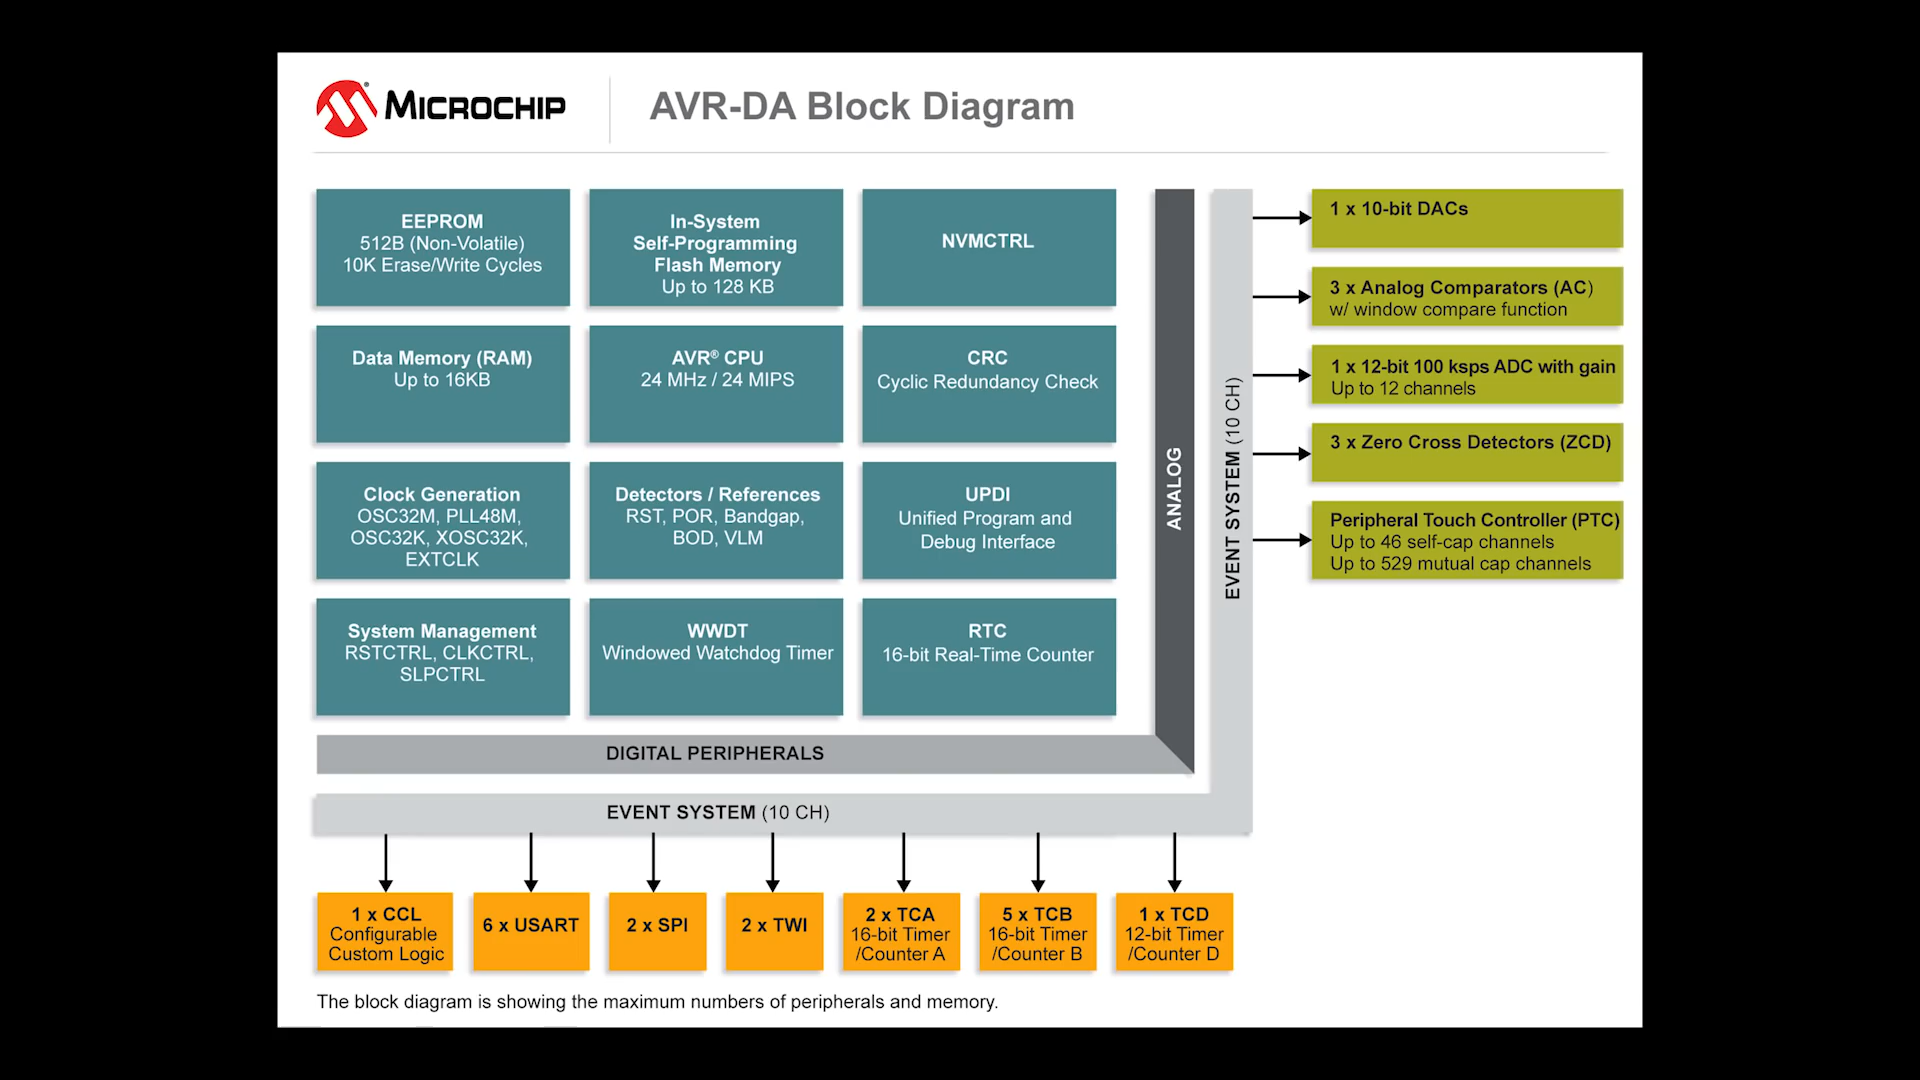 MICROCHIP
AVR-DA Block Diagram
EEPROM
512B (Non-Volatile)
10K Erase/Write Cycles
In-System
Self-Programming
Flash Memory
Up to 128 KB
NVMCTRL
Data Memory (RAM)
Up to 16KB
AVR® CPU
24 MHz / 24 MIPS
CRC
Cyclic Redundancy Check
Clock Generation
OSC32M, PLL48M,
OSC32K, XOSC32K,
EXTCLK
Detectors / References
RST, POR, Bandgap,
BOD, VLM
UPDI
Unified Program and
Debug Interface
System Management
RSTCTRL, CLKCTRL,
SLPCTRL
WWDT
Windowed Watchdog Timer
RTC
16-bit Real-Time Counter
ANALOG
EVENT SYSTEM (10 CH)
1 x 10-bit DACs
3 x Analog Comparators (AC)
w/ window compare function
1 x 12-bit 100 ksps ADC with gain
Up to 12 channels
3 x Zero Cross Detectors (ZCD)
Peripheral Touch Controller (PTC)
Up to 46 self-cap channels
Up to 529 mutual cap channels
DIGITAL PERIPHERALS
EVENT SYSTEM (10 CH)
1 x CCL
Configurable
Custom Logic
6 x USART
2 x SPI
2 x TWI
2 x TCA
16-bit Timer
/Counter A
5 x TCB
16-bit Timer
/Counter B
1 x TCD
12-bit Timer
/Counter D
The block diagram is showing the maximum numbers of peripherals and memory.